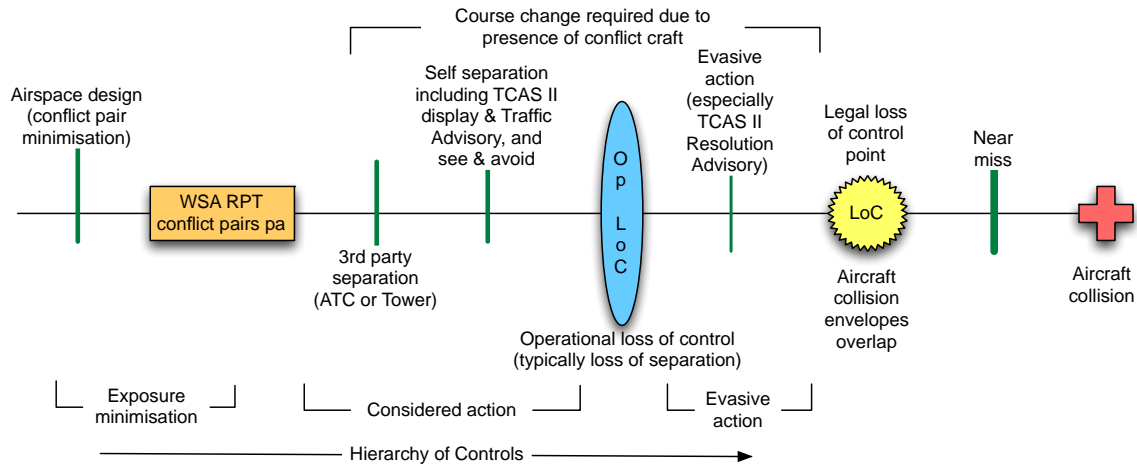 Course change required due to
presence of conflict craft
Airspace design
(conflict pair
minimisation)
WSA RPT
conflict pairs pa
3rd party
separation
(ATC or Tower)
Self separation
including TCAS II
display & Traffic
Advisory, and
see & avoid
Op LoC
Operational loss of control
(typically loss of separation)
Evasive
action
(especially
TCAS II
Resolution
Advisory)
Legal loss
of control
point
LoC
Aircraft
collision
envelopes
overlap
Near
miss
Aircraft
collision
Exposure
minimisation
Considered action
Evasive
action
Hierarchy of Controls